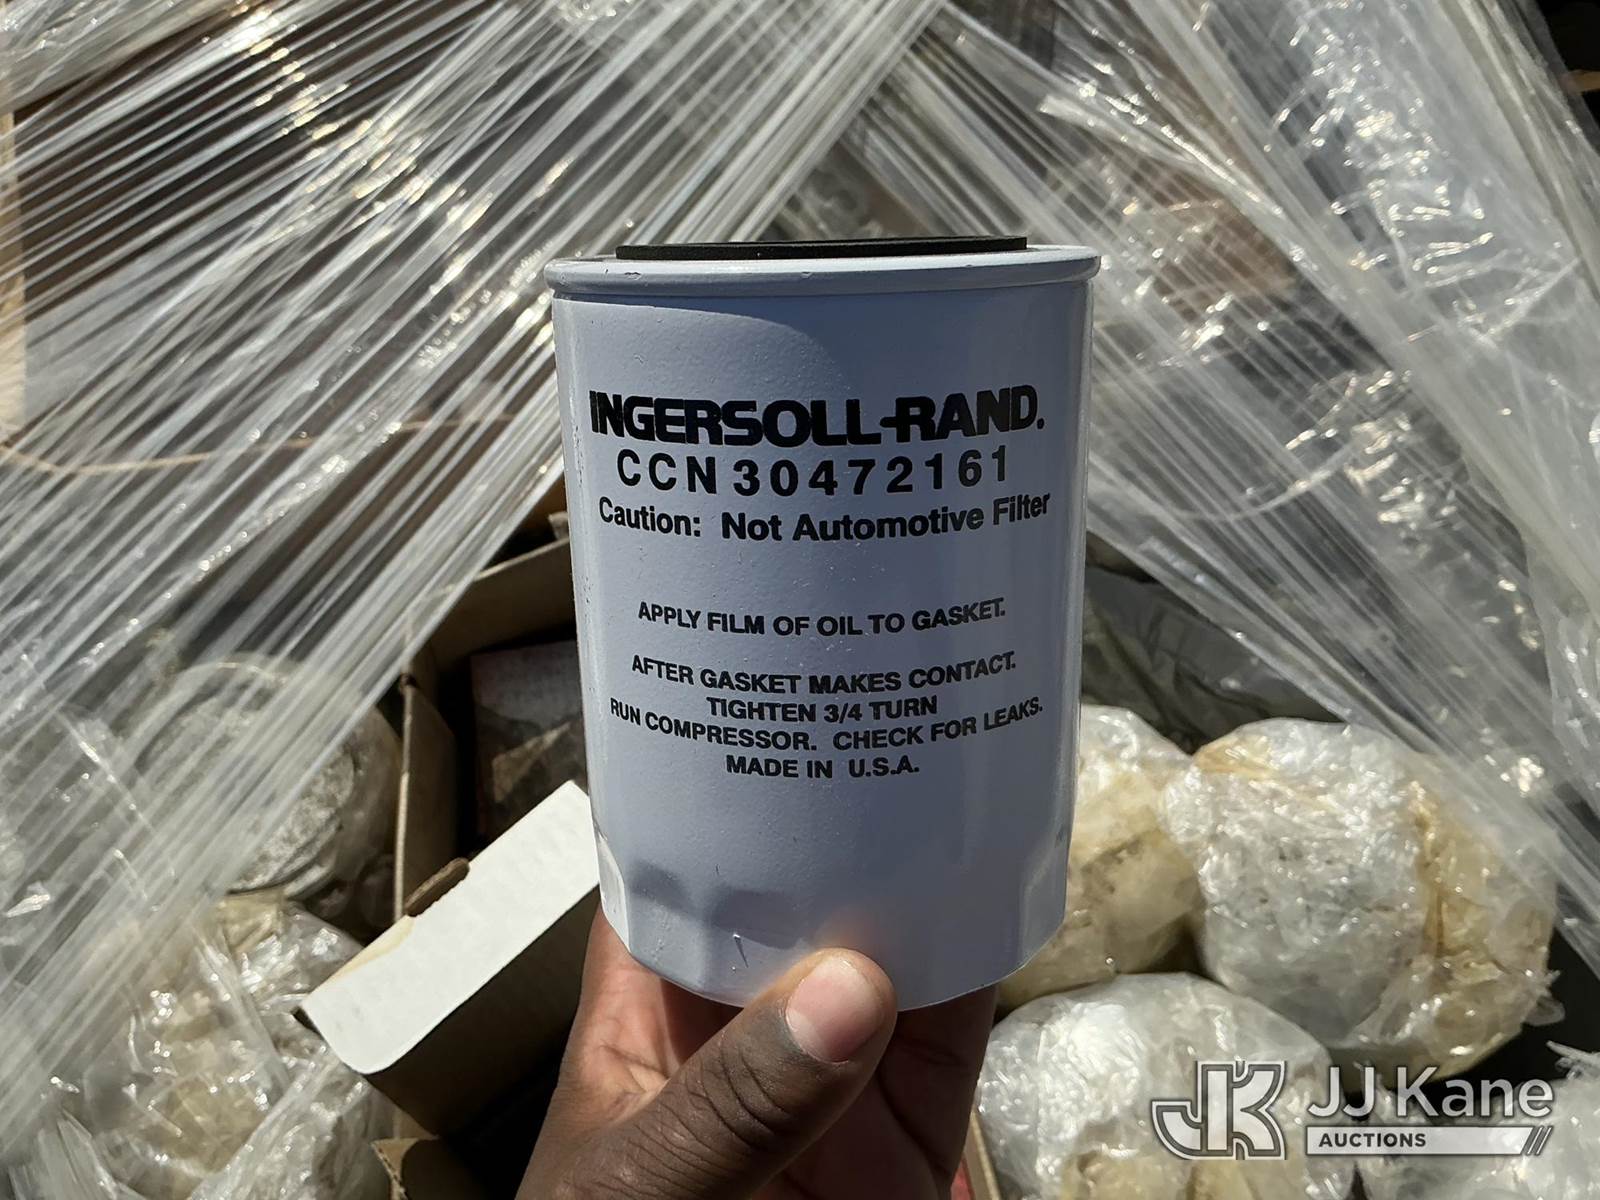 INGERSOLL-RAND.
CCN 30472161
Caution: Not Automotive Filter
APPLY FILM OF OIL TO GASKET.
AFTER GASKET MAKES CONTACT.
TIGHTEN 3/4 TURN
RUN COMPRESSOR. CHECK FOR LEAKS.
MADE IN U.S.A.
JK JJ Kane
AUCTIONS